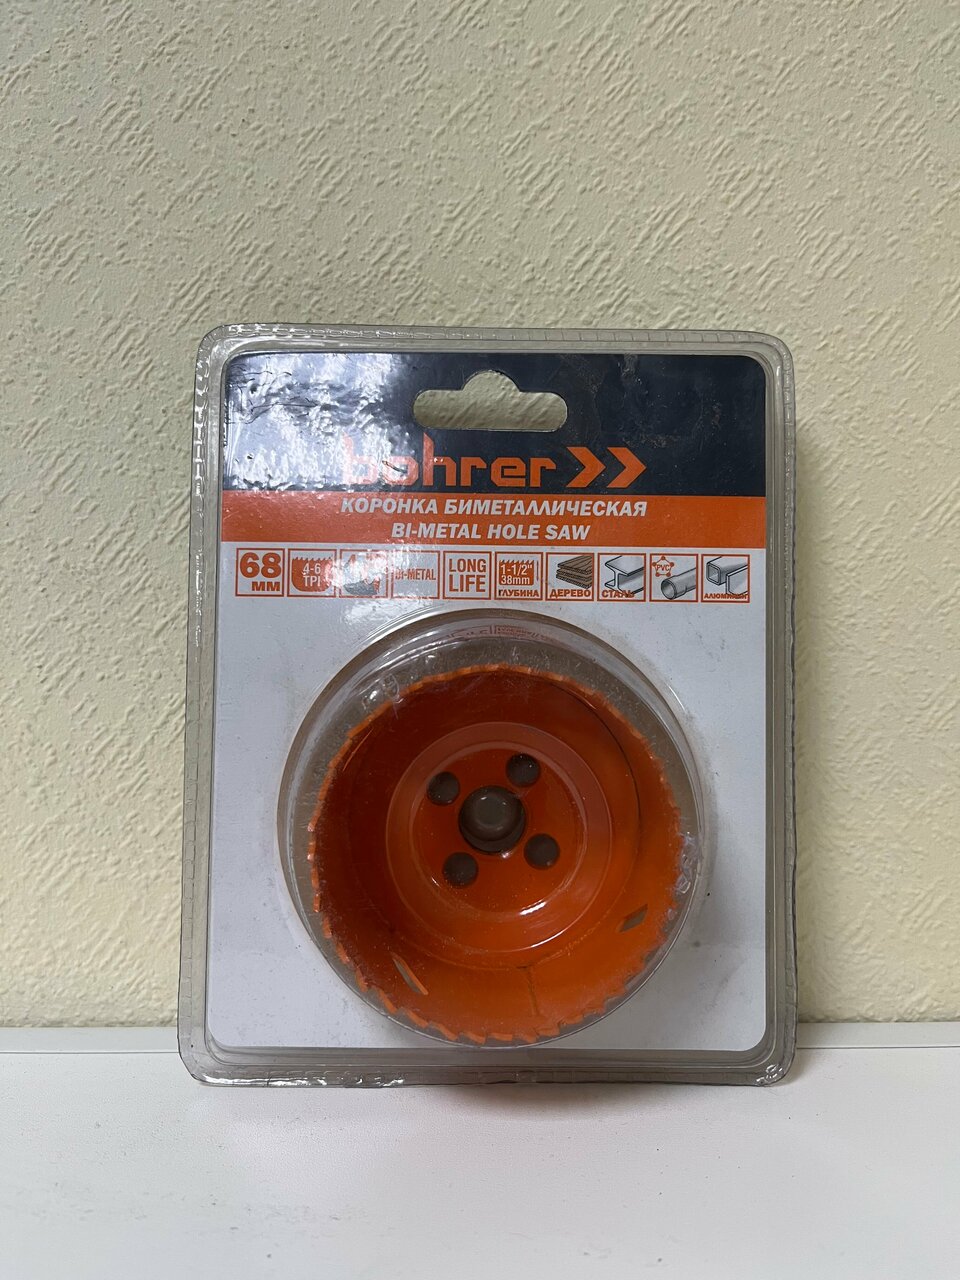 bohrer
КОРОНКА БИМЕТАЛЛИЧЕСКАЯ
BI-METAL HOLE SAW
68 ММ
4-6 TPI
BI-METAL
LONG LIFE
1-1/2" 38mm ГЛУБИНА
ДЕРЕВО
СТАЛЬ
PVC
АЛЮМИНИЙ